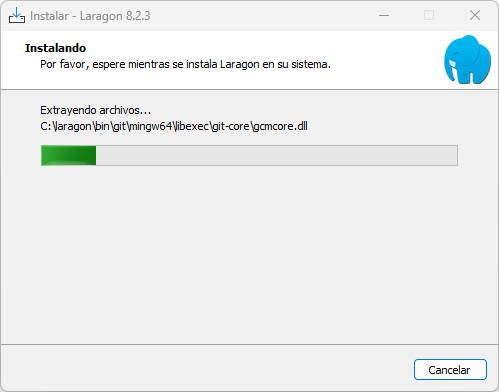 Instalar - Laragon 8.2.3
Instalando
Por favor, espere mientras se instala Laragon en su sistema.
Extrayendo archivos...
C:\laragon\bin\git\mingw64\libexec\git-core\gcmcore.dll
Cancelar